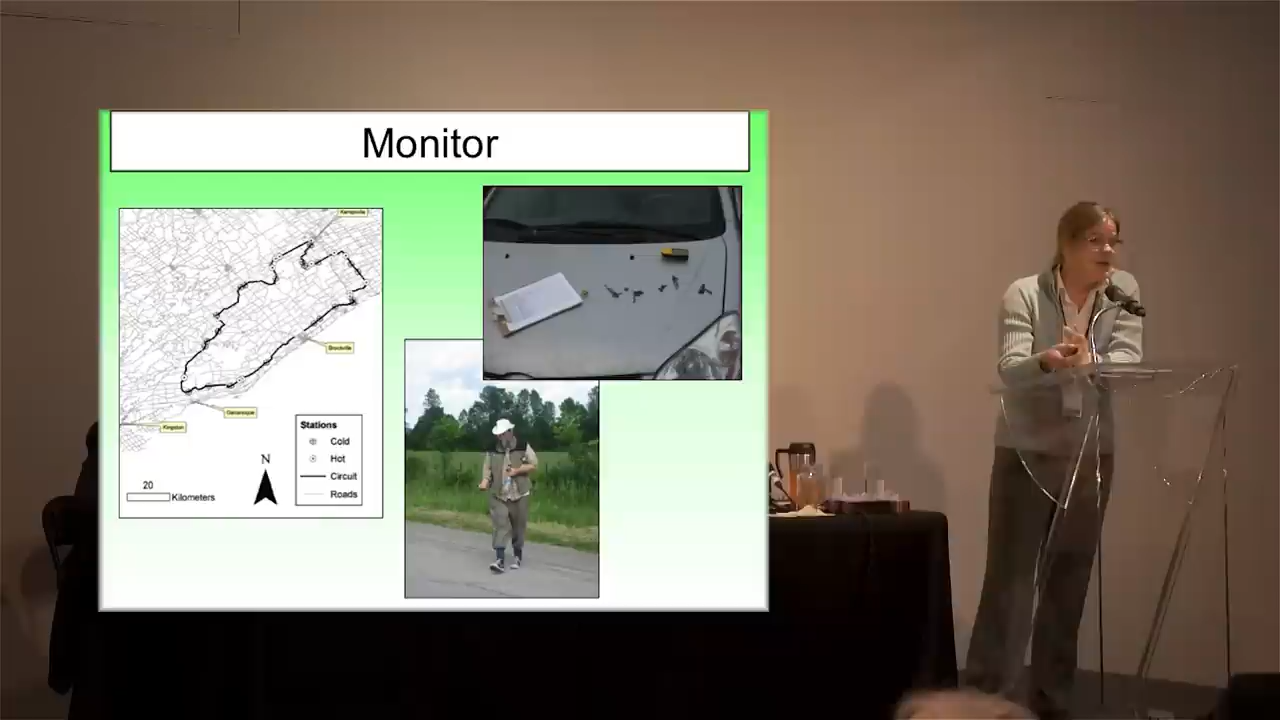 Monitor
Kemptville
Brockville
Gananoque
Kingston
Stations
Cold
Hot
Circuit
Roads
N
20
Kilometers